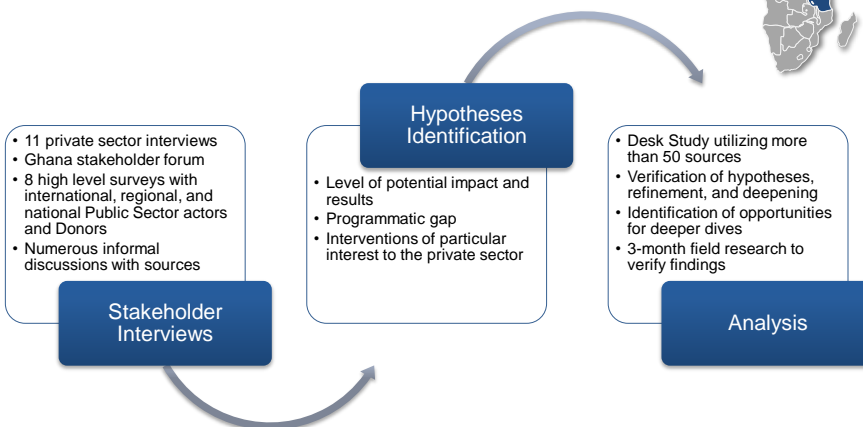 • 11 private sector interviews
• Ghana stakeholder forum
• 8 high level surveys with
international, regional, and
national Public Sector actors
and Donors
• Numerous informal
discussions with sources
Stakeholder
Interviews
Hypotheses
Identification
• Level of potential impact and
results
• Programmatic gap
• Interventions of particular
interest to the private sector
• Desk Study utilizing more
than 50 sources
• Verification of hypotheses,
refinement, and deepening
• Identification of opportunities
for deeper dives
• 3-month field research to
verify findings
Analysis